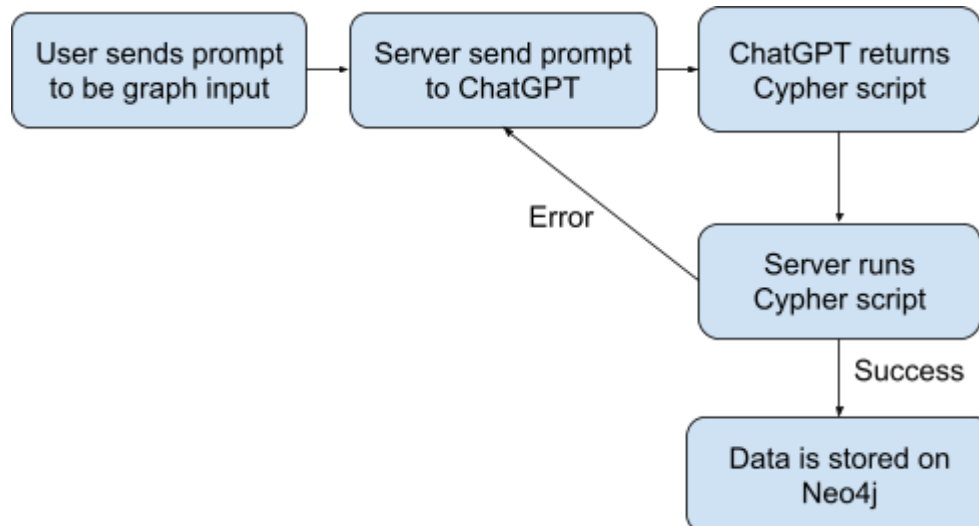 User sends prompt
to be graph input
Server send prompt
to ChatGPT
ChatGPT returns
Cypher script
Error
Server runs
Cypher script
Success
Data is stored on
Neo4j